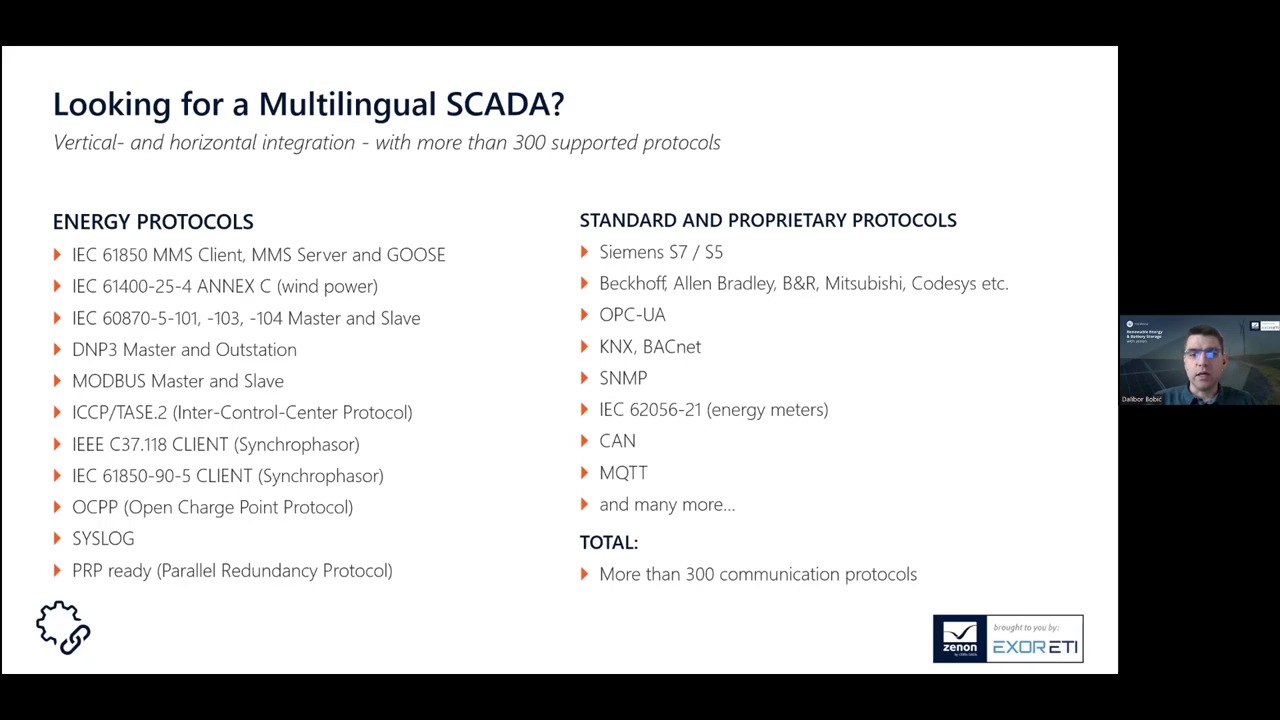 Looking for a Multilingual SCADA?
Vertical- and horizontal integration - with more than 300 supported protocols
ENERGY PROTOCOLS
IEC 61850 MMS Client, MMS Server and GOOSE
IEC 61400-25-4 ANNEX C (wind power)
IEC 60870-5-101, -103, -104 Master and Slave
DNP3 Master and Outstation
MODBUS Master and Slave
ICCP/TASE.2 (Inter-Control-Center Protocol)
IEEE C37.118 CLIENT (Synchrophasor)
IEC 61850-90-5 CLIENT (Synchrophasor)
OCPP (Open Charge Point Protocol)
SYSLOG
PRP ready (Parallel Redundancy Protocol)
STANDARD AND PROPRIETARY PROTOCOLS
Siemens S7 / S5
Beckhoff, Allen Bradley, B&R, Mitsubishi, Codesys etc.
OPC-UA
KNX, BACnet
SNMP
IEC 62056-21 (energy meters)
CAN
MQTT
and many more...
TOTAL:
More than 300 communication protocols
zenon
brought to you by:
EXOR ETI
Renewable Energy
& Battery Storage
with zenon
Dalibor Bobić